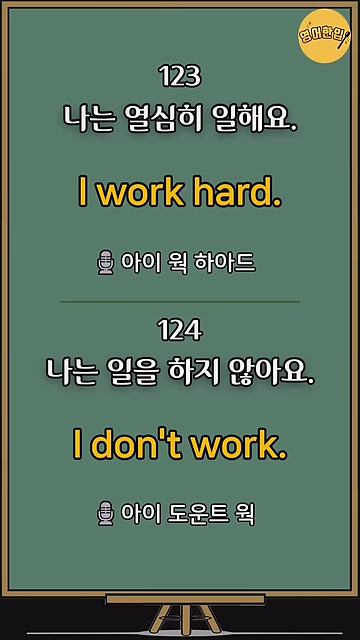 영어한입
123
나는 열심히 일해요.
I work hard.
아이 웍 하아드
124
나는 일을 하지 않아요.
I don't work.
아이 도운트 웍